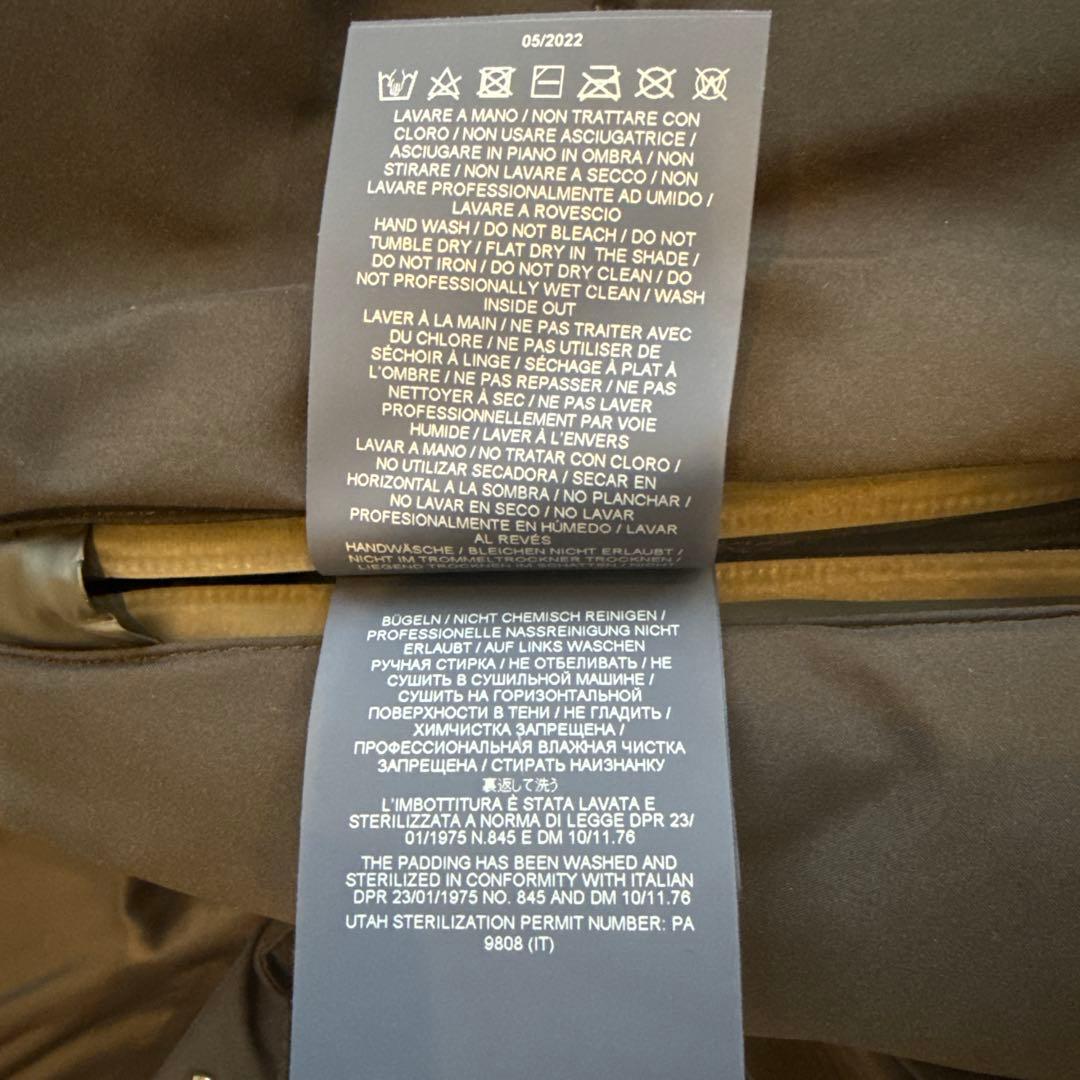 05/2022
LAVARE A MANO / NON TRATTARE CON
CLORO / NON USARE ASCIUGATRICE /
ASCIUGARE IN PIANO IN OMBRA / NON
STIRARE / NON LAVARE A SECCO / NON
LAVARE PROFESSIONALMENTE AD UMIDO /
LAVARE A ROVESCIO
HAND WASH / DO NOT BLEACH / DO NOT
TUMBLE DRY / FLAT DRY IN THE SHADE /
DO NOT IRON / DO NOT DRY CLEAN / DO
NOT PROFESSIONALLY WET CLEAN / WASH
INSIDE OUT
LAVER À LA MAIN / NE PAS TRAITER AVEC
DU CHLORE / NE PAS UTILISER DE
SÉCHOIR À LINGE / SÉCHAGE À PLAT À
L'OMBRE / NE PAS REPASSER / NE PAS
NETTOYER À SEC / NE PAS LAVER
PROFESSIONNELLEMENT PAR VOIE
HUMIDE / LAVER À L'ENVERS
LAVAR A MANO / NO TRATAR CON CLORO /
NO UTILIZAR SECADORA / SECAR EN
HORIZONTAL A LA SOMBRA / NO PLANCHAR /
NO LAVAR EN SECO / NO LAVAR
PROFESIONALMENTE EN HÚMEDO / LAVAR
AL REVÉS
HANDWÄSCHE / BLEICHEN NICHT ERLAUBT /
NICHT IM TROMMELTROCKNER TROCKNEN /
LIEGEND TROCKNEN IM SCHATTEN /
BÜGELN / NICHT CHEMISCH REINIGEN /
PROFESSIONELLE NASSREINIGUNG NICHT
ERLAUBT / AUF LINKS WASCHEN
РУЧНАЯ СТИРКА / НЕ ОТБЕЛИВАТЬ / НЕ
СУШИТЬ В СУШИЛЬНОЙ МАШИНЕ /
СУШИТЬ НА ГОРИЗОНТАЛЬНОЙ
ПОВЕРХНОСТИ В ТЕНИ / НЕ ГЛАДИТЬ /
ХИМЧИСТКА ЗАПРЕЩЕНА /
ПРОФЕССИОНАЛЬНАЯ ВЛАЖНАЯ ЧИСТКА
ЗАПРЕЩЕНА / СТИРАТЬ НАИЗНАНКУ
裏返して洗う
L'IMBOTTITURA È STATA LAVATA E
STERILIZZATA A NORMA DI LEGGE DPR 23/
01/1975 N.845 E DM 10/11.76
THE PADDING HAS BEEN WASHED AND
STERILIZED IN CONFORMITY WITH ITALIAN
DPR 23/01/1975 NO. 845 AND DM 10/11.76
UTAH STERILIZATION PERMIT NUMBER: PA
9808 (IT)